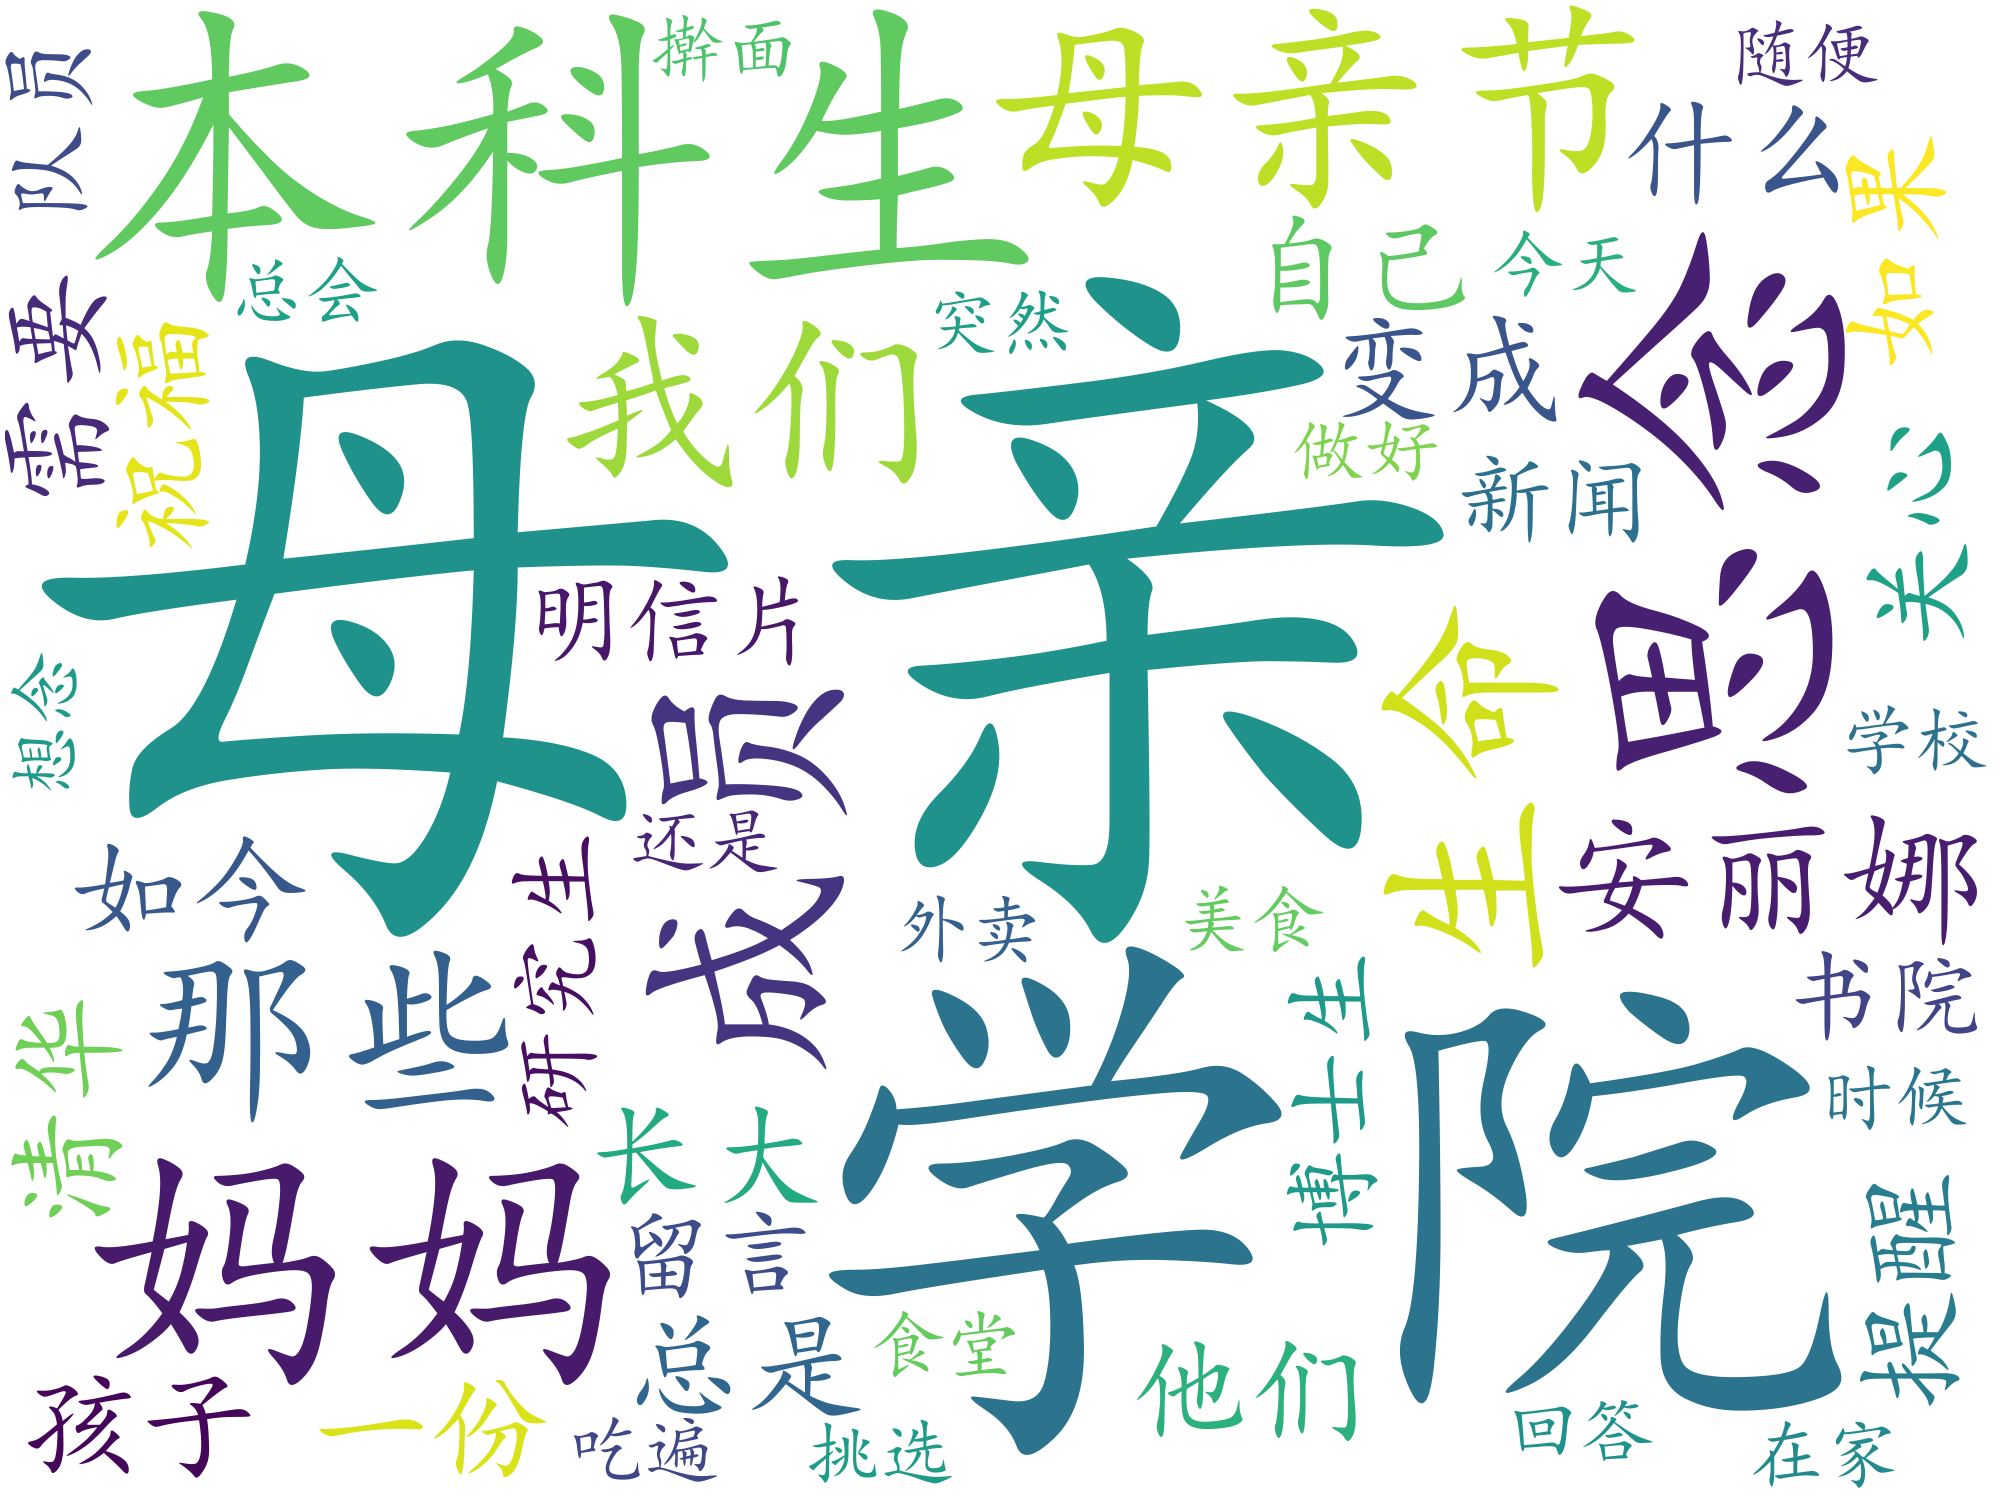 本科生
擀面
母亲节
随便
队员
什么
如果
总会
突然
自己
今天
需要
祝福
我们
变成
思念
母亲
做好
新闻
关心
明信片
生命
想念
成员
学校
如今
还是
安丽娜
研究生
外卖
美食
那些
书院
清华
学院
博士生
时候
长大
妈妈
留言
提醒
总是
食堂
他们
孩子
一份
吃遍
挑选
回答
在家